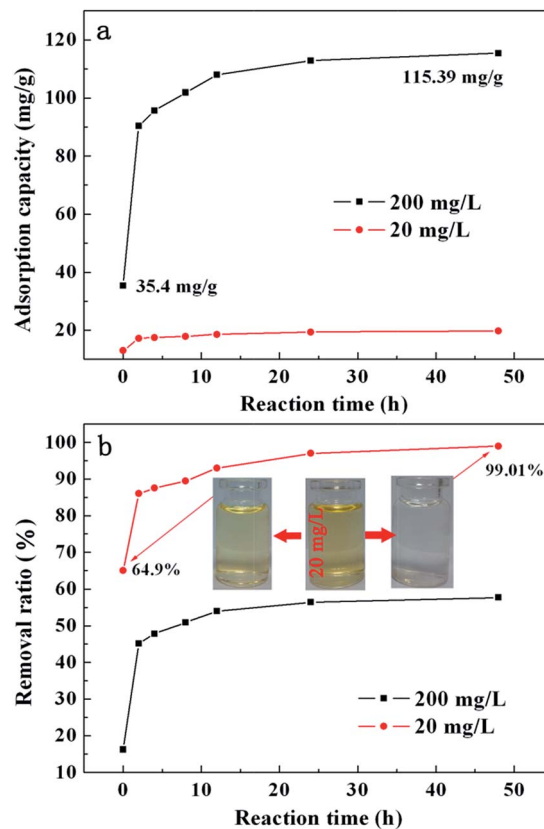 a
120
100
80
60
40
20
Adsorption capacity (mg/g)
115.39 mg/g
200 mg/L
20 mg/L
35.4 mg/g
0 10 20 30 40 50
Reaction time (h)
b
100
90
80
70
60
50
40
30
20
10
Removal ratio ( %)
99.01%
20 mg/L
64.9%
200 mg/L
20 mg/L
0 10 20 30 40 50
Reaction time (h)